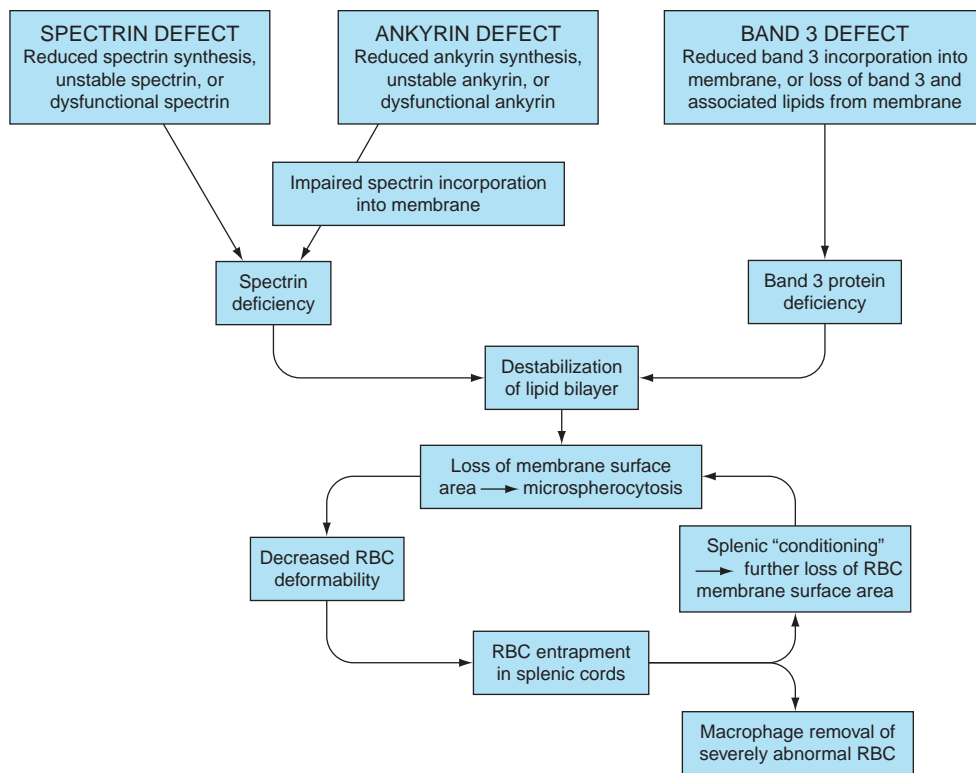 SPECTRIN DEFECT
Reduced spectrin synthesis,
unstable spectrin, or
dysfunctional spectrin
ANKYRIN DEFECT
Reduced ankyrin synthesis,
unstable ankyrin, or
dysfunctional ankyrin
BAND 3 DEFECT
Reduced band 3 incorporation into
membrane, or loss of band 3 and
associated lipids from membrane
Impaired spectrin incorporation
into membrane
Spectrin
deficiency
Band 3 protein
deficiency
Destabilization
of lipid bilayer
Loss of membrane surface
area → microspherocytosis
Decreased RBC
deformability
Splenic “conditioning”
→ further loss of RBC
membrane surface area
RBC entrapment
in splenic cords
Macrophage removal of
severely abnormal RBC